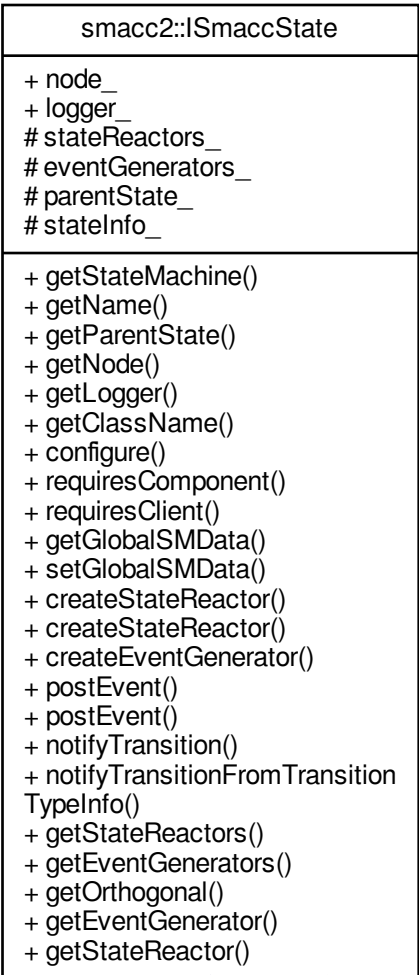 smacc2::ISmaccState
+ node_
+ logger_
# stateReactors_
# eventGenerators_
# parentState_
# stateInfo_
+ getStateMachine()
+ getName()
+ getParentState()
+ getNode()
+ getLogger()
+ getClassName()
+ configure()
+ requiresComponent()
+ requiresClient()
+ getGlobalSMData()
+ setGlobalSMData()
+ createStateReactor()
+ createStateReactor()
+ createEventGenerator()
+ postEvent()
+ postEvent()
+ notifyTransition()
+ notifyTransitionFromTransition
TypeInfo()
+ getStateReactors()
+ getEventGenerators()
+ getOrthogonal()
+ getEventGenerator()
+ getStateReactor()